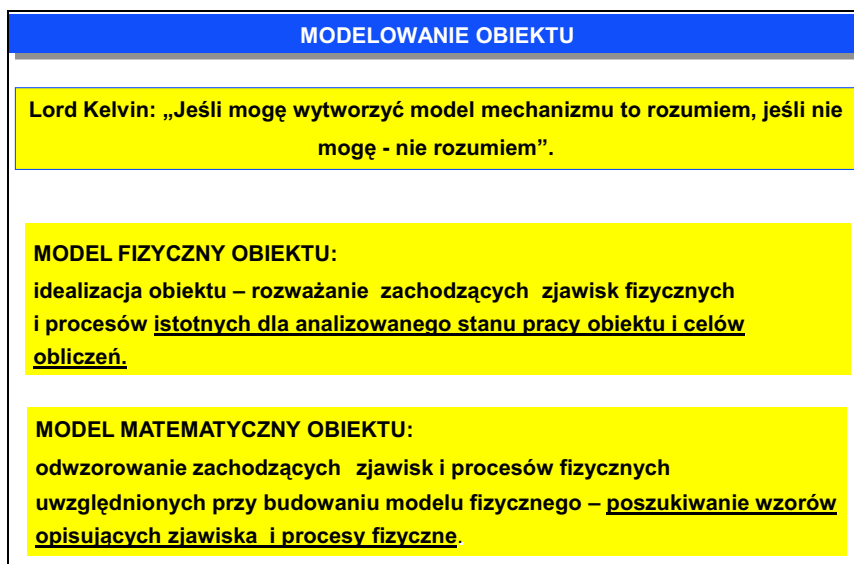 MODELOWANIE OBIEKTU
Lord Kelvin: „Jeśli mogę wytworzyć model mechanizmu to rozumiem, jeśli nie
mogę - nie rozumiem”.
MODEL FIZYCZNY OBIEKTU:
idealizacja obiektu – rozważanie zachodzących zjawisk fizycznych
i procesów istotnych dla analizowanego stanu pracy obiektu i celów
obliczeń.
MODEL MATEMATYCZNY OBIEKTU:
odwzorowanie zachodzących zjawisk i procesów fizycznych
uwzględnionych przy budowaniu modelu fizycznego – poszukiwanie wzorów
opisujących zjawiska i procesy fizyczne.